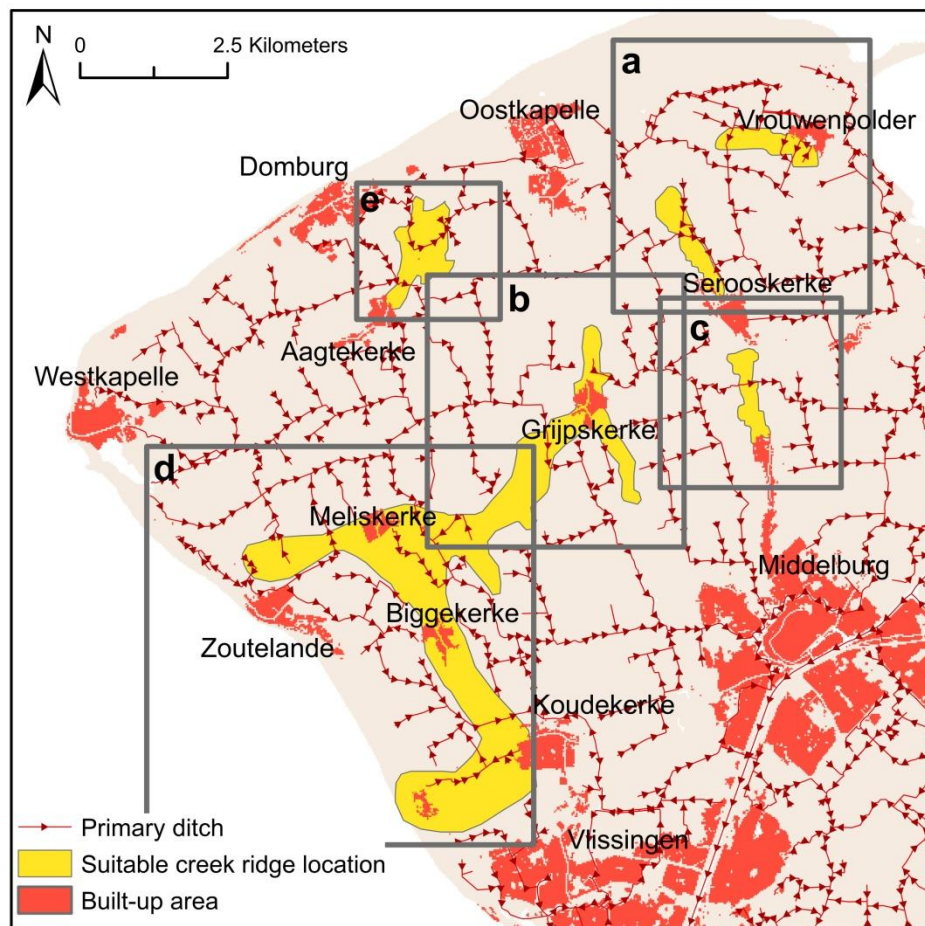 N
0 2.5 Kilometers
a
Vrouwenpolder
Oostkapelle
Domburg
e
Serooskerke
b
c
Aagtekerke
Westkapelle
Grijpskerke
d
Meliskerke
Middelburg
Biggekerke
Zoutelande
Koudekerke
Vlissingen
Primary ditch
Suitable creek ridge location
Built-up area